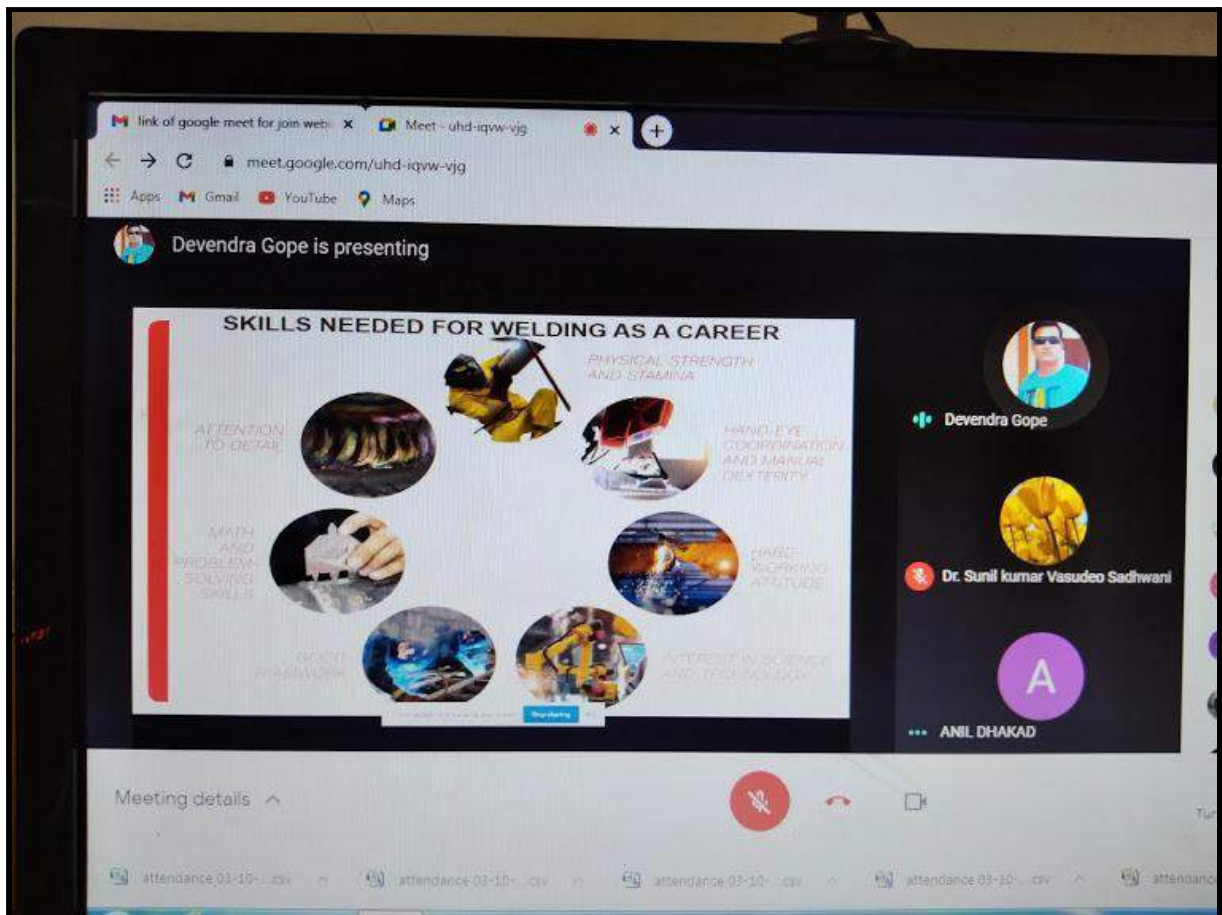 link of google meet for join web
Meet - uhd-iqvw-vjg
meet.google.com/uhd-iqvw-vjg
Apps
Gmail
YouTube
Maps
Devendra Gope is presenting
SKILLS NEEDED FOR WELDING AS A CAREER
PHYSICAL STRENGTH
AND STAMINA
ATTENTION
TO DETAIL
HAND-EYE
COORDINATION
AND MANUAL
DEXTERITY
MATH
AND
PROBLEM-
SOLVING
SKILLS
HARD-
WORKING
ATTITUDE
GOOD
TEAMWORK
INTEREST IN SCIENCE
AND TECHNOLOGY
Stop sharing
Devendra Gope
Dr. Sunil kumar Vasudeo Sadhwani
A
ANIL DHAKAD
Meeting details
Tur
attendance 03-10-...csv
attendance 03-10-...csv
attendance 03-10-...csv
attendance 03-10-...csv
attendance